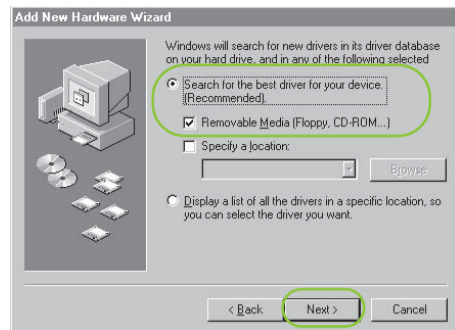 Add New Hardware Wizard
Windows will search for new drivers in its driver database
on your hard drive, and in any of the following selected
Search for the best driver for your device.
(Recommended).
Removable Media (Floppy, CD-ROM...)
Specify a location:
Browse
Display a list of all the drivers in a specific location, so
you can select the driver you want.
< Back
Next >
Cancel